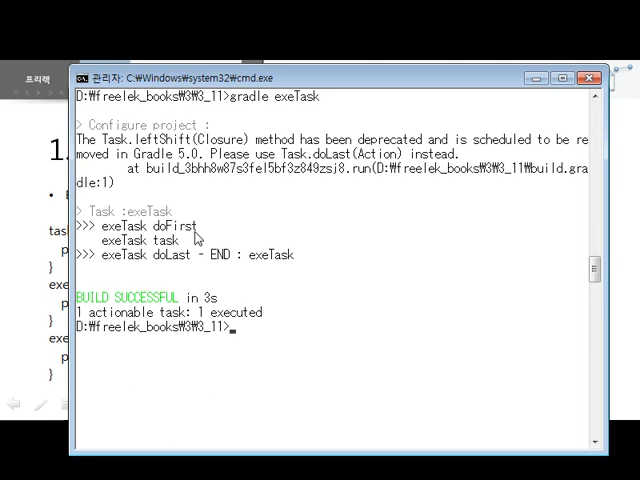 프리렉
관리자: C:₩Windows₩system32₩cmd.exe
D:₩freelek_books₩3₩3_11>gradle exeTask
> Configure project :
The Task.leftShift(Closure) method has been deprecated and is scheduled to be re
moved in Gradle 5.0. Please use Task.doLast(Action) instead.
at build_3bhh8w87s3fel5bf3z849zsj8.run(D:₩freelek_books₩3₩3_11₩build.gra
dle:1)
> Task :exeTask
>>> exeTask doFirst
exeTask task
>>> exeTask doLast - END : exeTask
BUILD SUCCESSFUL in 3s
1 actionable task: 1 executed
D:₩freelek_books₩3₩3_11>
1.
task
p
}
exe
p
}
exe
p
}